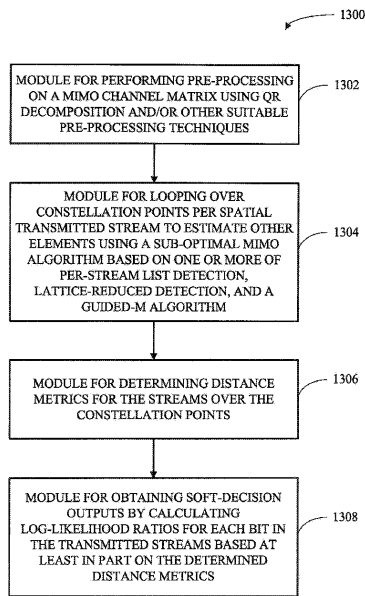 1300
MODULE FOR PERFORMING PRE-PROCESSING
ON A MIMO CHANNEL MATRIX USING QR
DECOMPOSITION AND/OR OTHER SUITABLE
PRE-PROCESSING TECHNIQUES
1302
MODULE FOR LOOPING OVER
CONSTELLATION POINTS PER SPATIAL
TRANSMITTED STREAM TO ESTIMATE OTHER
ELEMENTS USING A SUB-OPTIMAL MIMO
ALGORITHM BASED ON ONE OR MORE OF
PER-STREAM LIST DETECTION,
LATTICE-REDUCED DETECTION, AND A
GUIDED-M ALGORITHM
1304
MODULE FOR DETERMINING DISTANCE
METRICS FOR THE STREAMS OVER THE
CONSTELLATION POINTS
1306
MODULE FOR OBTAINING SOFT-DECISION
OUTPUTS BY CALCULATING
LOG-LIKELIHOOD RATIOS FOR EACH BIT IN
THE TRANSMITTED STREAMS BASED AT
LEAST IN PART ON THE DETERMINED
DISTANCE METRICS
1308